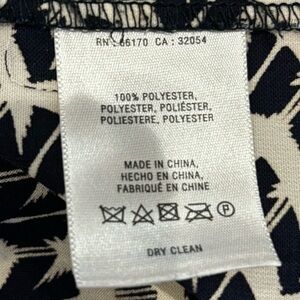 RN : 66170 CA : 32054
100% POLYESTER,
POLYESTER, POLIÉSTER,
POLIESTERE, POLYESTER
MADE IN CHINA,
HECHO EN CHINA,
FABRIQUÉ EN CHINE
P
DRY CLEAN